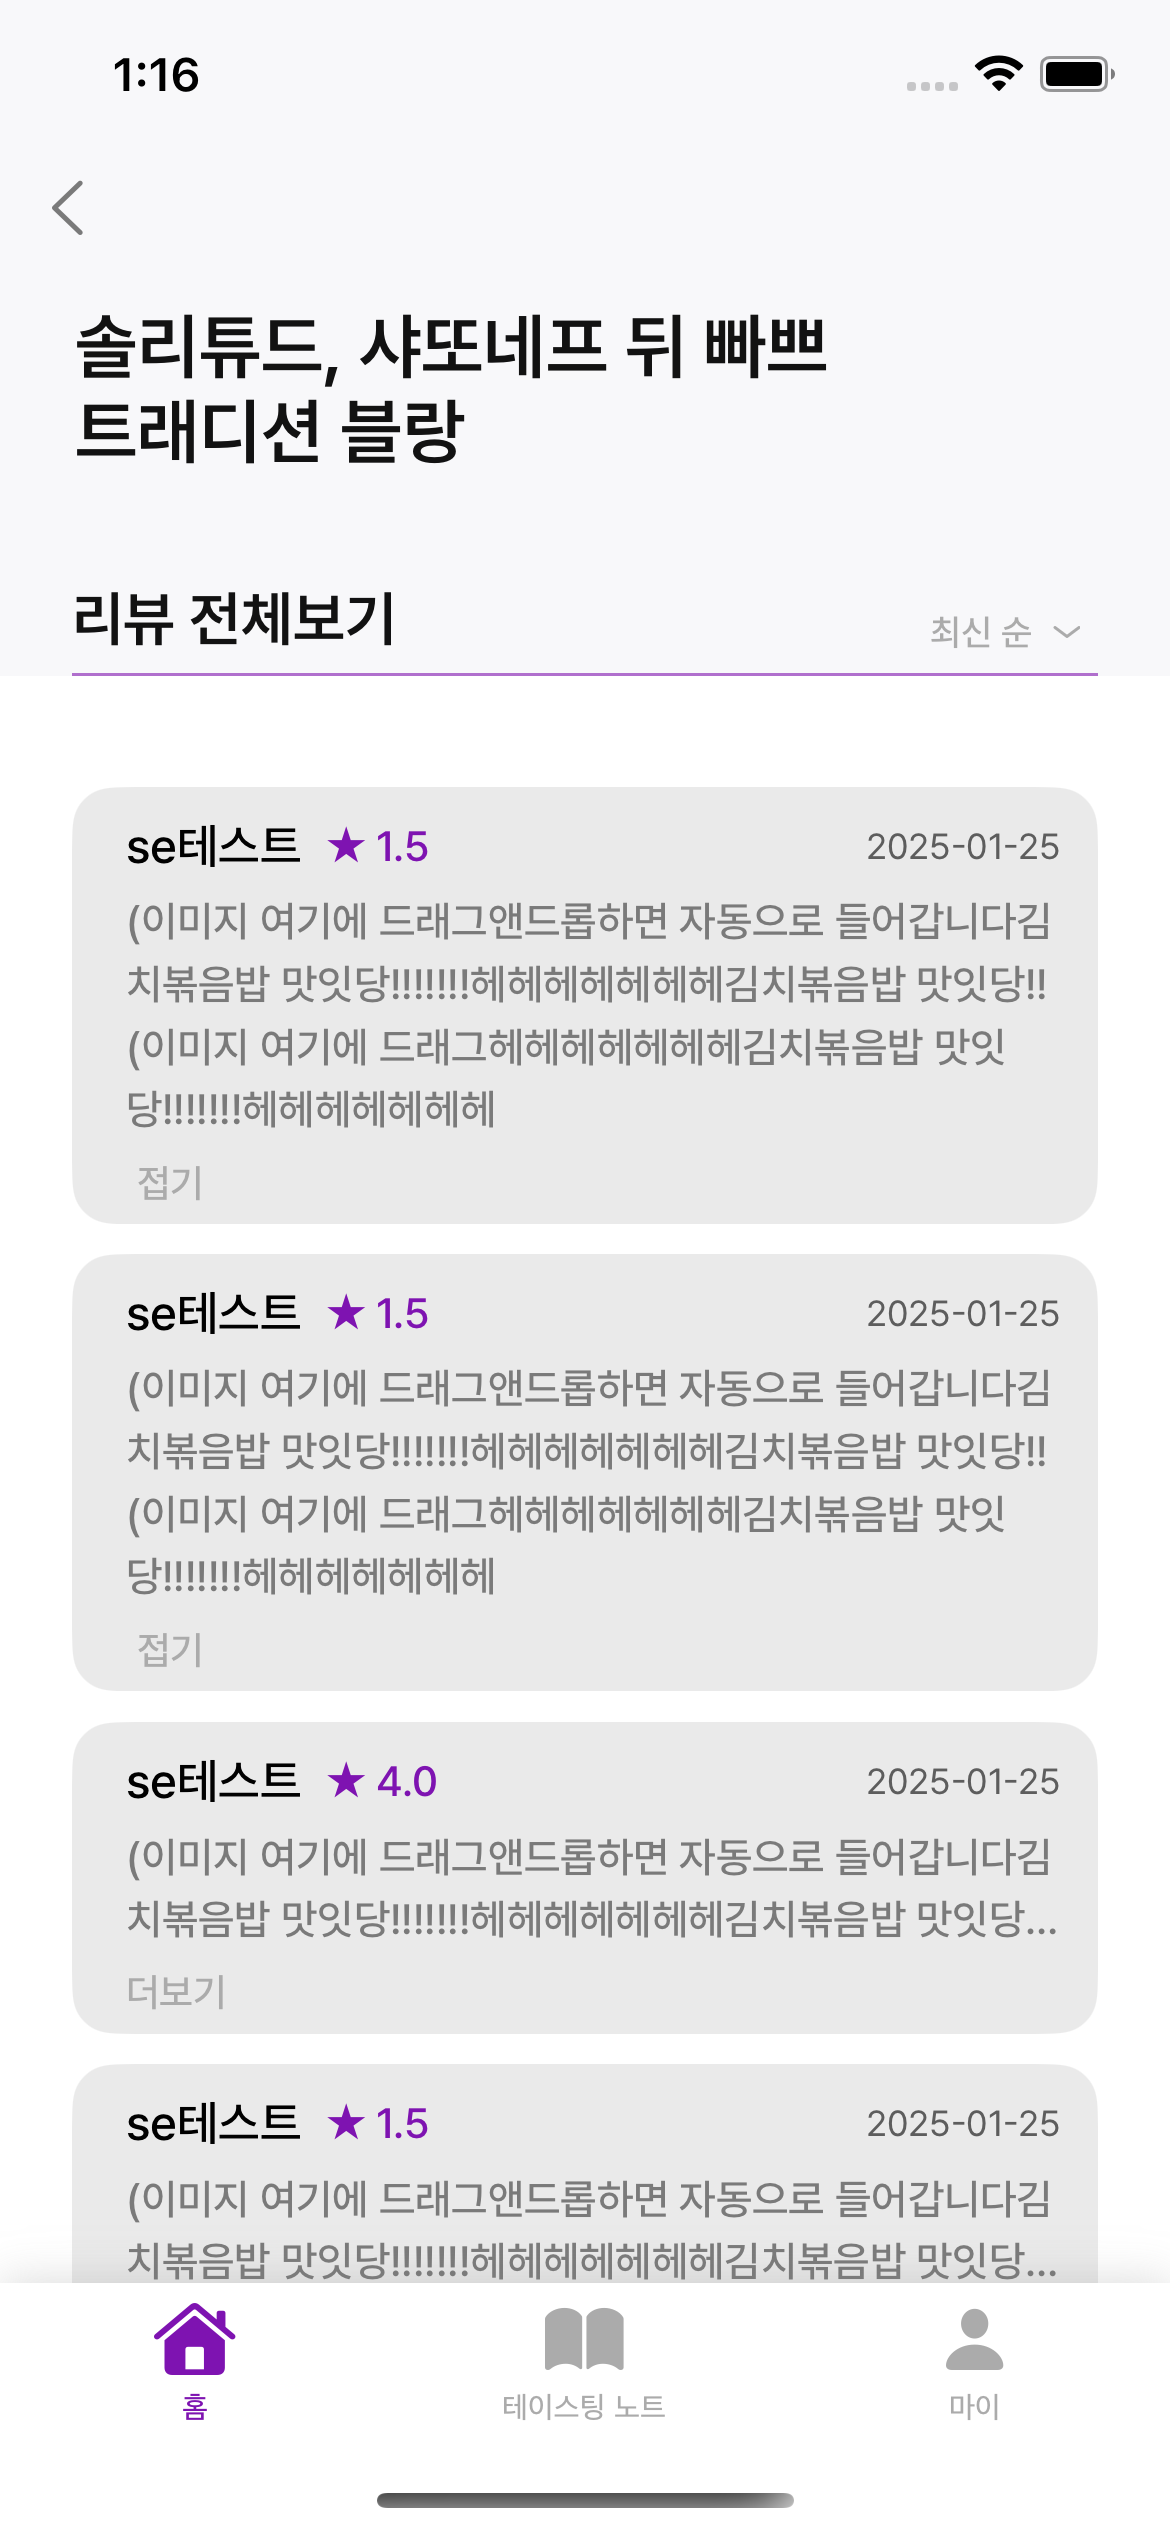 1:16
솔리튜드, 샤또네프 뒤 빠쁘
트래디션 블랑
리뷰 전체보기
최신 순
se테스트 ★ 1.5 2025-01-25
(이미지 여기에 드래그앤드롭하면 자동으로 들어갑니다김
치볶음밥 맛잇당!!!!!!!헤헤헤헤헤헤헤김치볶음밥 맛잇당!!
(이미지 여기에 드래그헤헤헤헤헤헤헤김치볶음밥 맛잇
당!!!!!!!헤헤헤헤헤헤헤
접기
se테스트 ★ 1.5 2025-01-25
(이미지 여기에 드래그앤드롭하면 자동으로 들어갑니다김
치볶음밥 맛잇당!!!!!!!헤헤헤헤헤헤헤김치볶음밥 맛잇당!!
(이미지 여기에 드래그헤헤헤헤헤헤헤김치볶음밥 맛잇
당!!!!!!!헤헤헤헤헤헤헤
접기
se테스트 ★ 4.0 2025-01-25
(이미지 여기에 드래그앤드롭하면 자동으로 들어갑니다김
치볶음밥 맛잇당!!!!!!!헤헤헤헤헤헤헤김치볶음밥 맛잇당...
더보기
se테스트 ★ 1.5 2025-01-25
(이미지 여기에 드래그앤드롭하면 자동으로 들어갑니다김
치볶음밥 맛잇당!!!!!!!헤헤헤헤헤헤헤김치볶음밥 맛잇당...
홈
테이스팅 노트
마이